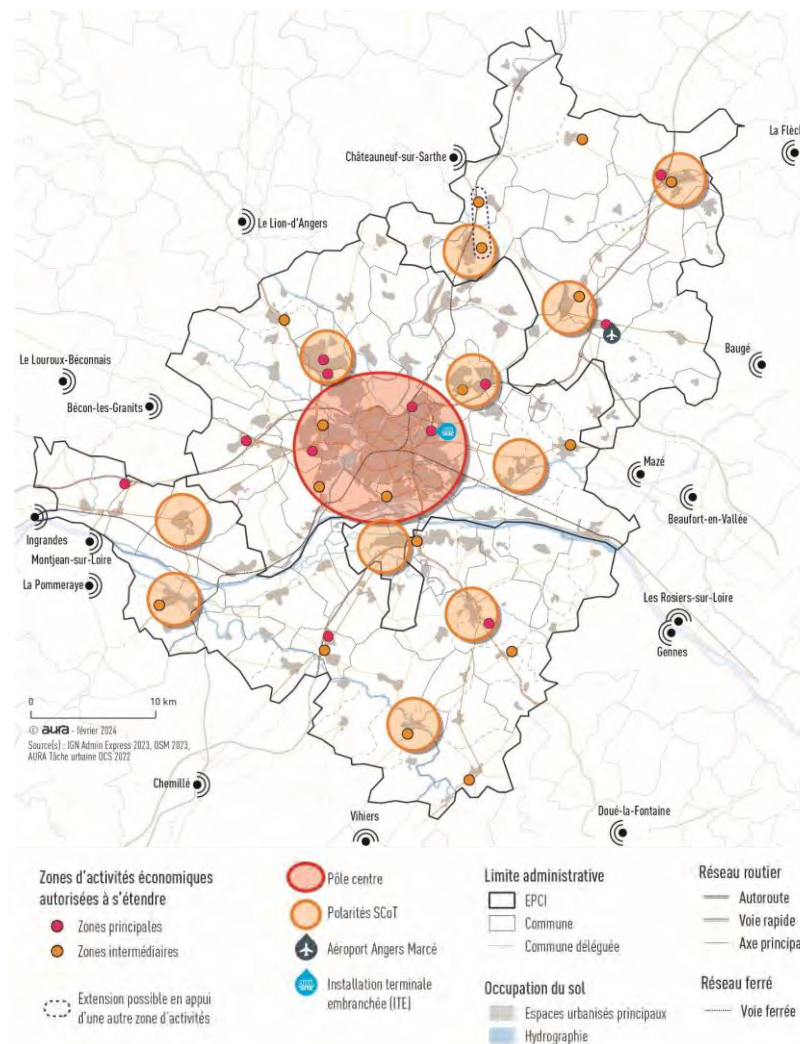 La Flèch
Châteauneuf-sur-Sarthe
Le Lion-d'Angers
Le Louroux-Béconnais
Baugé
Bécon-les-Granits
Mazé
Beaufort-en-Vallée
Ingrandes
Montjean-sur-Loire
La Pommeraye
Les Rosiers-sur-Loire
Gennes
0 10 km
© aura - février 2024
Source(s) : IGN Admin Express 2023, OSM 2023,
AURA Tâche urbaine OCS 2022
Chemillé
Vihiers
Doué-la-Fontaine
Zones d'activités économiques
autorisées à s'étendre
Zones principales
Zones intermédiaires
Extension possible en appui
d'une autre zone d'activités
Pôle centre
Polarités SCoT
Aéroport Angers Marcé
Installation terminale
embranchée (ITE)
Limite administrative
EPCI
Commune
Commune déléguée
Occupation du sol
Espaces urbanisés principaux
Hydrographie
Réseau routier
Autoroute
Voie rapide
Axe principa
Réseau ferré
Voie ferrée